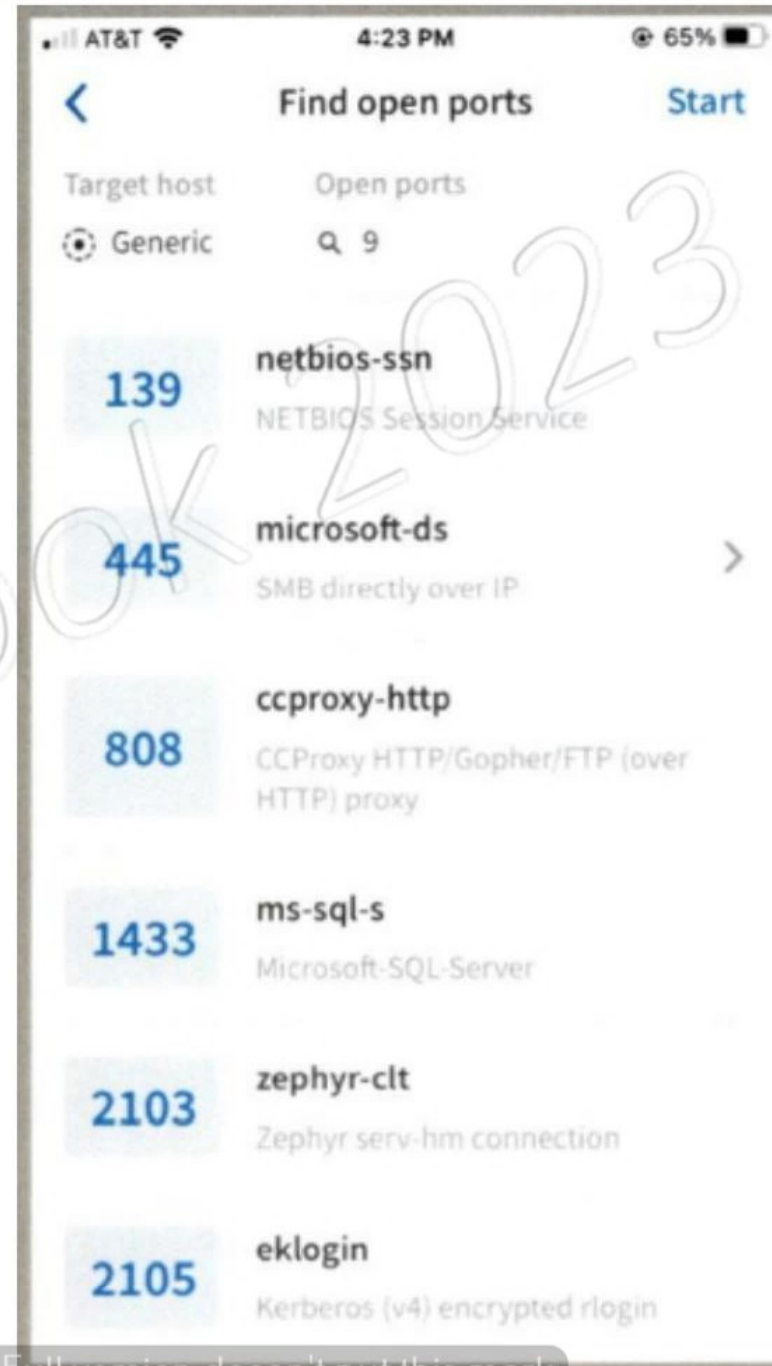 AT&T 4:23 PM 65%
Find open ports Start
Target host Open ports
Generic 9
139 netbios-ssn
NETBIOS Session Service
445 microsoft-ds
SMB directly over IP
808 ccproxy-http
CCProxy HTTP/Gopher/FTP (over
HTTP) proxy
1433 ms-sql-s
Microsoft-SQL-Server
2103 zephyr-clt
Zephyr serv-hm connection
2105 eklogin
Kerberos (v4) encrypted rlogin
2023